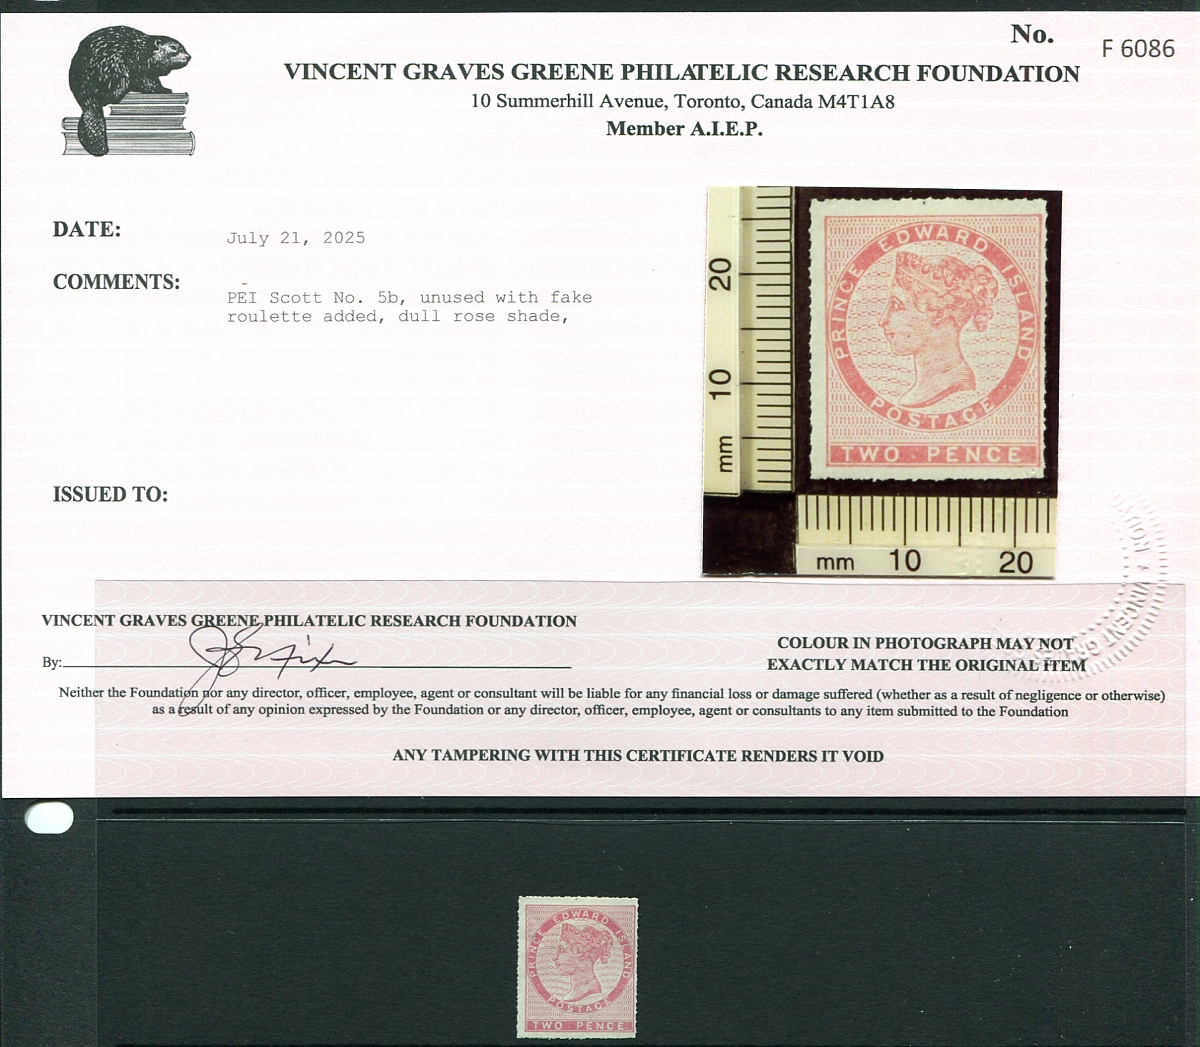 No.
F 6086
VINCENT GRAVES GREENE PHILATELIC RESEARCH FOUNDATION
10 Summerhill Avenue, Toronto, Canada M4T1A8
Member A.I.E.P.
DATE:
July 21, 2025
COMMENTS:
PEI Scott No. 5b, unused with fake
roulette added, dull rose shade,
20
10
mm
PRINCE EDWARD ISLAND
POSTAGE
TWO PENCE
mm 10 20
ISSUED TO:
VINCENT GRAVES GREENE PHILATELIC RESEARCH FOUNDATION
By:
COLOUR IN PHOTOGRAPH MAY NOT
EXACTLY MATCH THE ORIGINAL ITEM
Neither the Foundation nor any director, officer, employee, agent or consultant will be liable for any financial loss or damage suffered (whether as a result of negligence or otherwise)
as a result of any opinion expressed by the Foundation or any director, officer, employee, agent or consultants to any item submitted to the Foundation
ANY TAMPERING WITH THIS CERTIFICATE RENDERS IT VOID
PRINCE EDWARD ISLAND
POSTAGE
TWO PENCE